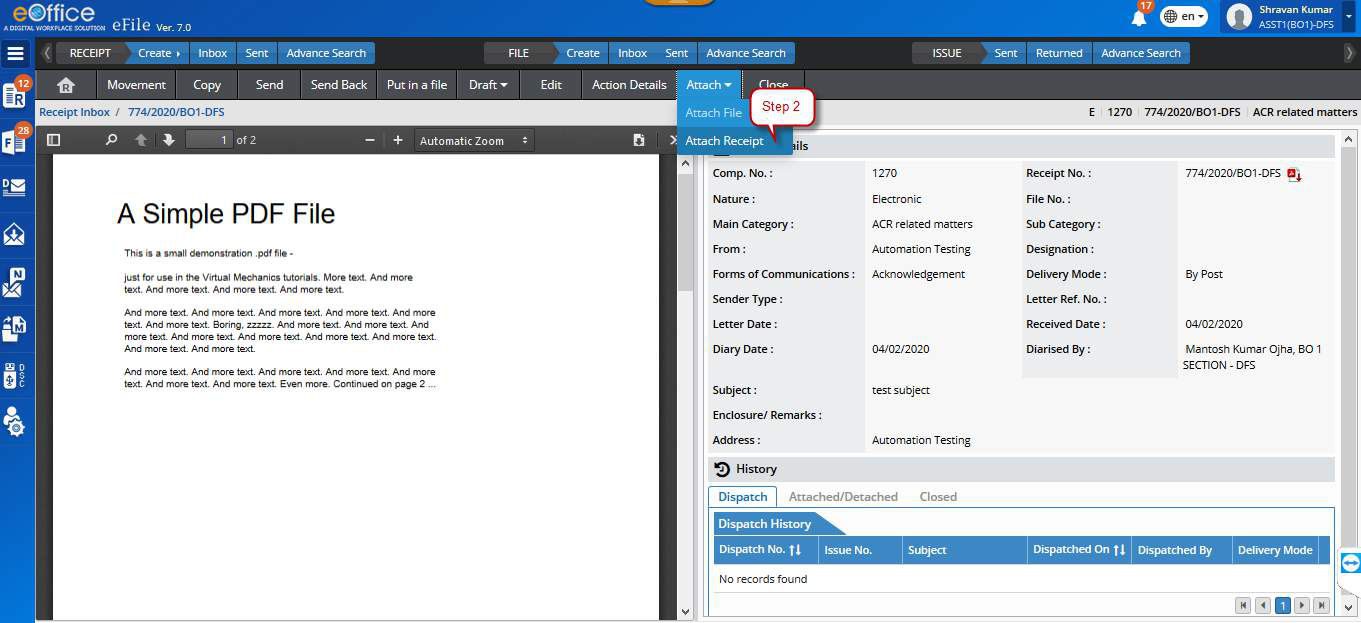 eOffice
A DIGITAL WORKPLACE SOLUTION eFile Ver. 7.0
17
en
Shravan Kumar
ASST1(BO1)-DFS
RECEIPT Create Inbox Sent Advance Search
FILE Create Inbox Sent Advance Search
ISSUE Sent Returned Advance Search
Movement Copy Send Send Back Put in a file Draft Edit Action Details Attach Close
Attach File
Attach Receipt
Step 2
12
R
28
F
D
N
M
DSC
Receipt Inbox / 774/2020/BO1-DFS
E 1270 774/2020/BO1-DFS ACR related matters
1 of 2
Automatic Zoom
A Simple PDF File
This is a small demonstration .pdf file -
just for use in the Virtual Mechanics tutorials. More text. And more
text. And more text. And more text. And more text.
And more text. And more text. And more text. And more text. And more
text. And more text. Boring, zzzzz. And more text. And more text. And
more text. And more text. And more text. And more text. And more text.
And more text. And more text.
And more text. And more text. And more text. And more text. And more
text. And more text. And more text. Even more. Continued on page 2 ...
ails
Comp. No. : 1270 Receipt No. : 774/2020/BO1-DFS
Nature : Electronic File No. :
Main Category : ACR related matters Sub Category :
From : Automation Testing Designation :
Forms of Communications : Acknowledgement Delivery Mode : By Post
Sender Type : Letter Ref. No. :
Letter Date : Received Date : 04/02/2020
Diary Date : 04/02/2020 Diarised By : Mantosh Kumar Ojha, BO 1
SECTION - DFS
Subject : test subject
Enclosure/ Remarks :
Address : Automation Testing
History
Dispatch Attached/Detached Closed
Dispatch History
Dispatch No. Issue No. Subject Dispatched On Dispatched By Delivery Mode
No records found
1